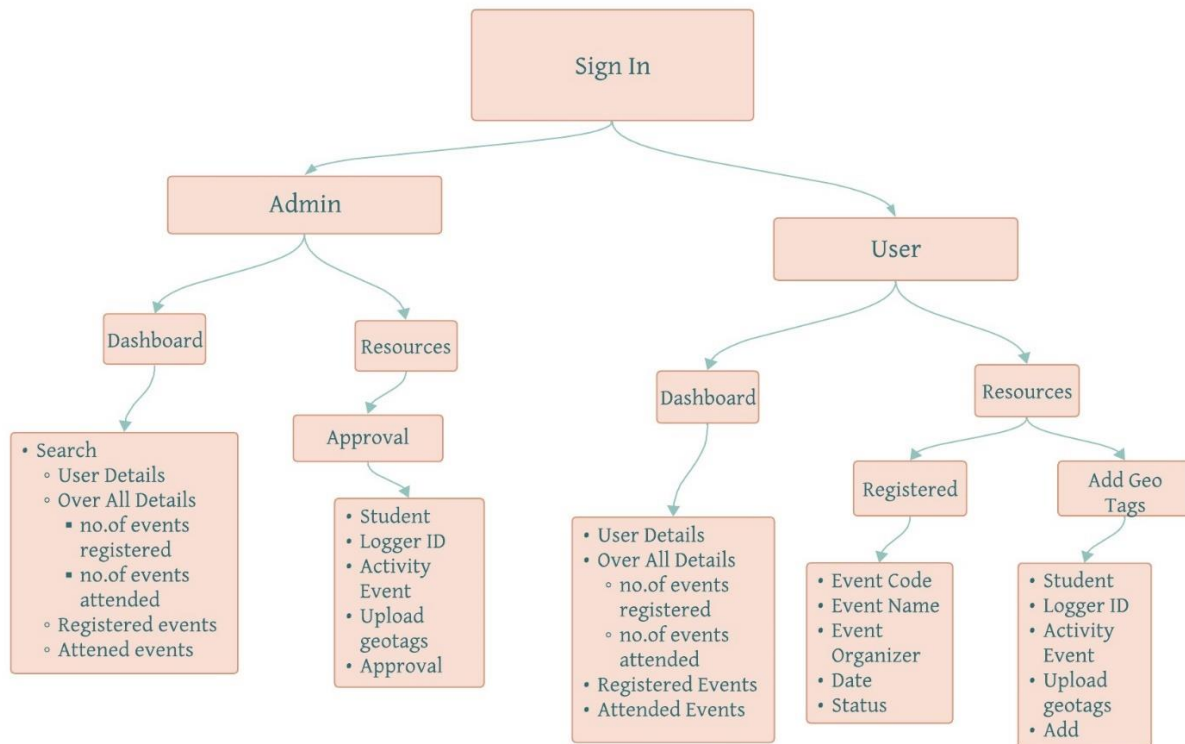 Sign In
Admin
User
Dashboard
Resources
Approval
• Search
◦ User Details
◦ Over All Details
▪ no.of events
registered
▪ no.of events
attended
◦ Registered events
◦ Attened events
• Student
• Logger ID
• Activity
Event
• Upload
geotags
• Approval
Dashboard
Resources
Registered
Add Geo
Tags
• User Details
• Over All Details
◦ no.of events
registered
◦ no.of events
attended
• Registered Events
• Attended Events
• Event Code
• Event Name
• Event
Organizer
• Date
• Status
• Student
• Logger ID
• Activity
Event
• Upload
geotags
• Add